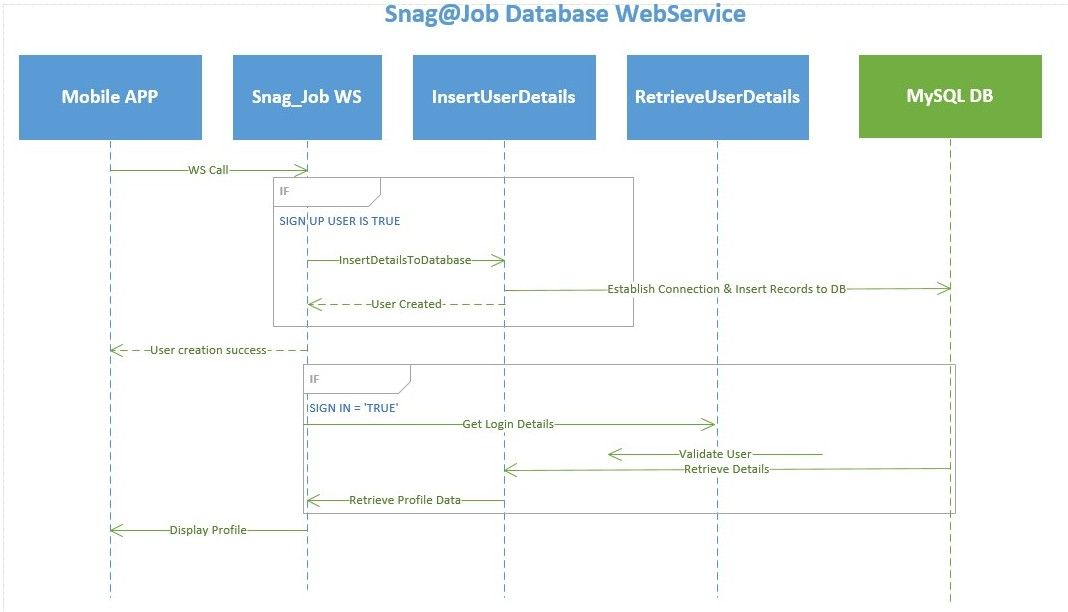 Snag@Job Database WebService
Mobile APP
Snag_Job WS
InsertUserDetails
RetrieveUserDetails
MySQL DB
WS Call
IF
SIGN UP USER IS TRUE
InsertDetailsToDatabase
Establish Connection & Insert Records to DB
User Created
User creation success
IF
SIGN IN = 'TRUE'
Get Login Details
Validate User
Retrieve Details
Retrieve Profile Data
Display Profile